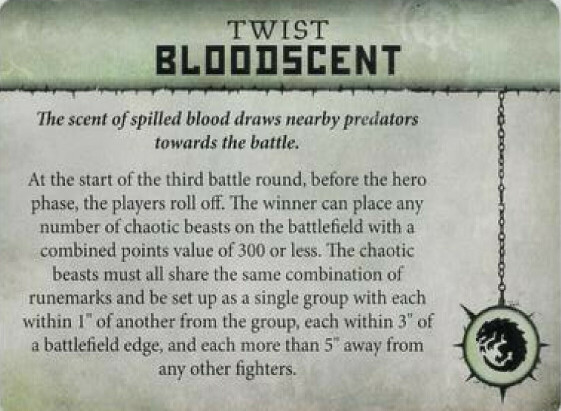 TWIST
BLOODSCENT
The scent of spilled blood draws nearby predators
towards the battle.
At the start of the third battle round, before the hero
phase, the players roll off. The winner can place any
number of chaotic beasts on the battlefield with a
combined points value of 300 or less. The chaotic
beasts must all share the same combination of
runemarks and be set up as a single group with each
within 1" of another from the group, each within 3" of
a battlefield edge, and each more than 5" away from
any other fighters.